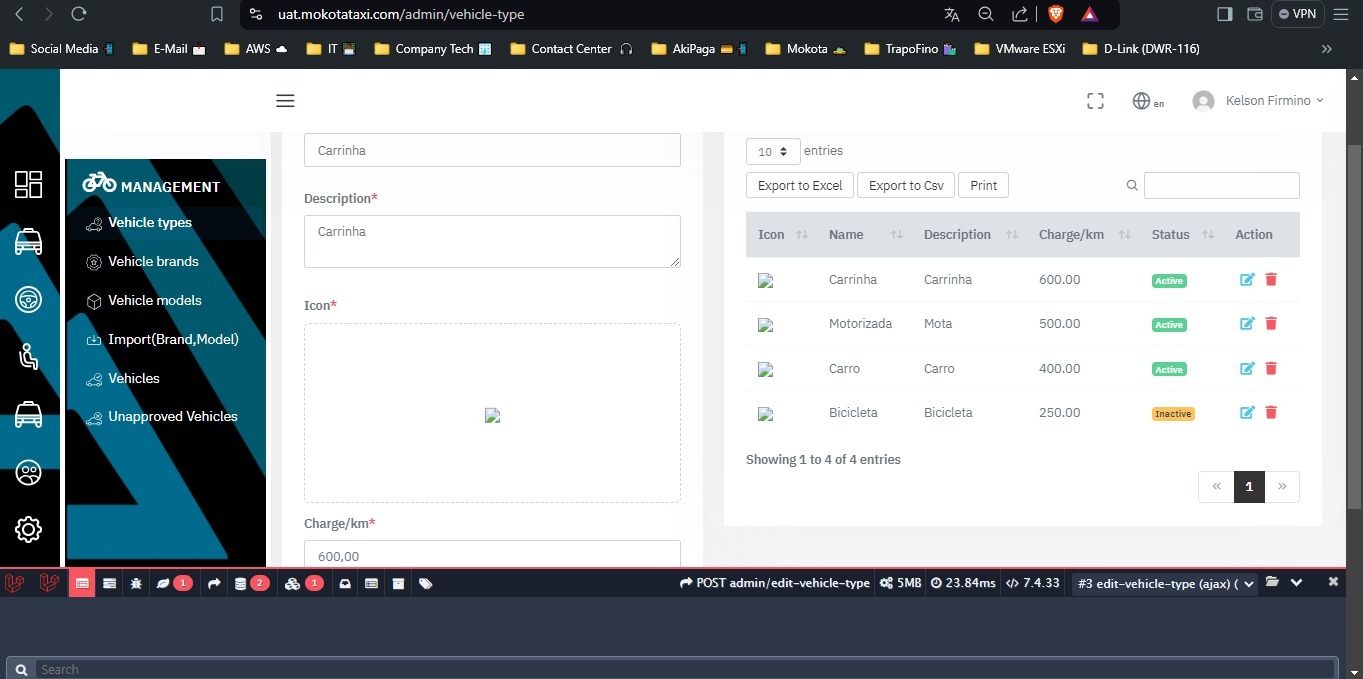 uat.mokotataxi.com/admin/vehicle-type
VPN
Social Media
E-Mail
AWS
IT
Company Tech
Contact Center
AkiPaga
Mokota
TrapoFino
VMware ESXi
D-Link (DWR-116)
en
Kelson Firmino
MANAGEMENT
Vehicle types
Vehicle brands
Vehicle models
Import(Brand,Model)
Vehicles
Unapproved Vehicles
Carrinha
Description*
Carrinha
Icon*
Charge/km*
600,00
10 entries
Export to Excel Export to Csv Print
Icon Name Description Charge/km Status Action
Carrinha Carrinha 600.00 Active
Motorizada Mota 500.00 Active
Carro Carro 400.00 Active
Bicicleta Bicicleta 250.00 Inactive
Showing 1 to 4 of 4 entries
« 1 »
1 2 1
POST admin/edit-vehicle-type 5MB 23.84ms 7.4.33 #3 edit-vehicle-type (ajax) (
Search